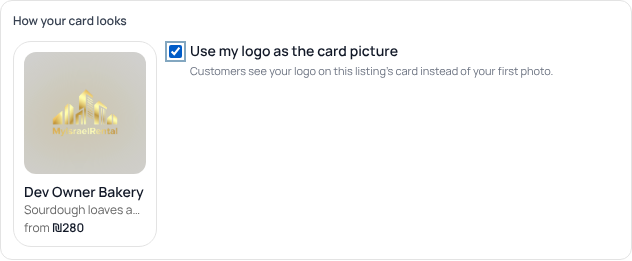 How your card looks
Use my logo as the card picture
Customers see your logo on this listing's card instead of your first photo.
MyIsraelRental
Dev Owner Bakery
Sourdough loaves a…
from ₪280